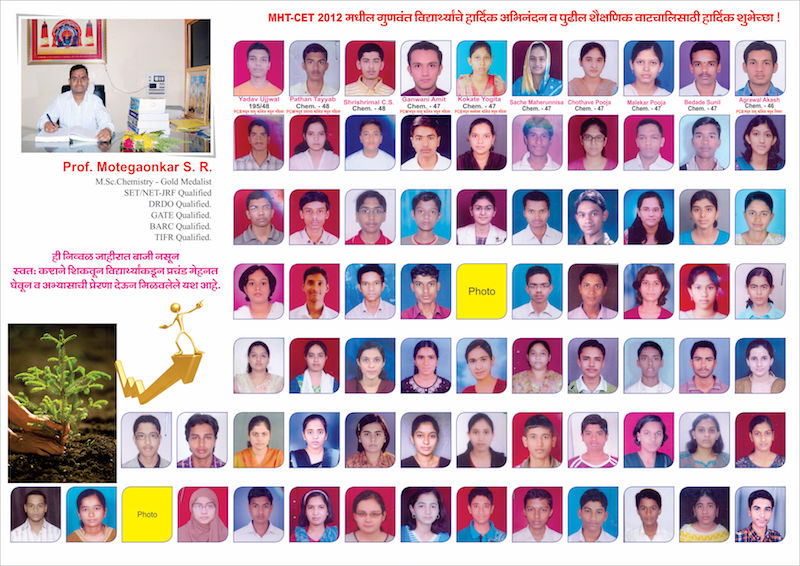 MHT-CET 2012 मधील गुणवंत विद्यार्थ्यांचे हार्दिक अभिनंदन व पुढील शैक्षणिक वाटचालिसाठी हार्दिक शुभेच्छा !
Yadav Ujjwal
195/48
Pathan Tayyab
Chem. - 48
Shrishrimal C.S.
Chem. - 48
Ganwani Amit
Chem. - 47
Kokate Yogita
Chem. - 47
Sache Maherunnisa
Chem. - 47
Chothave Pooja
Chem. - 47
Malekar Pooja
Chem. - 47
Bedade Sunil
Chem. - 47
Agrawal Akash
Chem. - 46
Prof. Motegaonkar S. R.
M.Sc.Chemistry - Gold Medalist
SET/NET-JRF Qualified
DRDO Qualified.
GATE Qualified.
BARC Qualified.
TIFR Qualified.
ही निव्वळ जाहीरात बाजी नसून
स्वत: कष्टाने शिकवून विद्यार्थ्यांकडून प्रचंड मेहनत
घेवून व अभ्यासाची प्रेरणा देऊन मिळवलेले यश आहे.
Photo
Photo